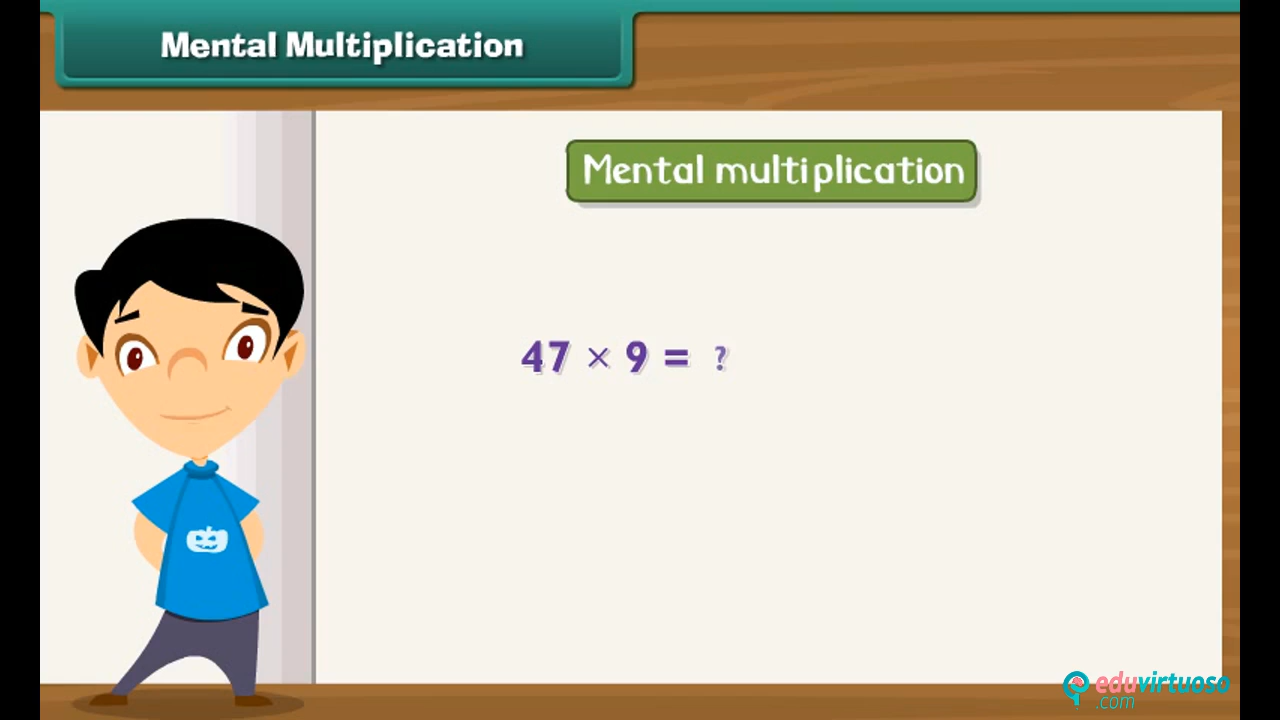 Mental Multiplication
Mental multiplication
47 × 9 = ?
eduvirtuoso
.com